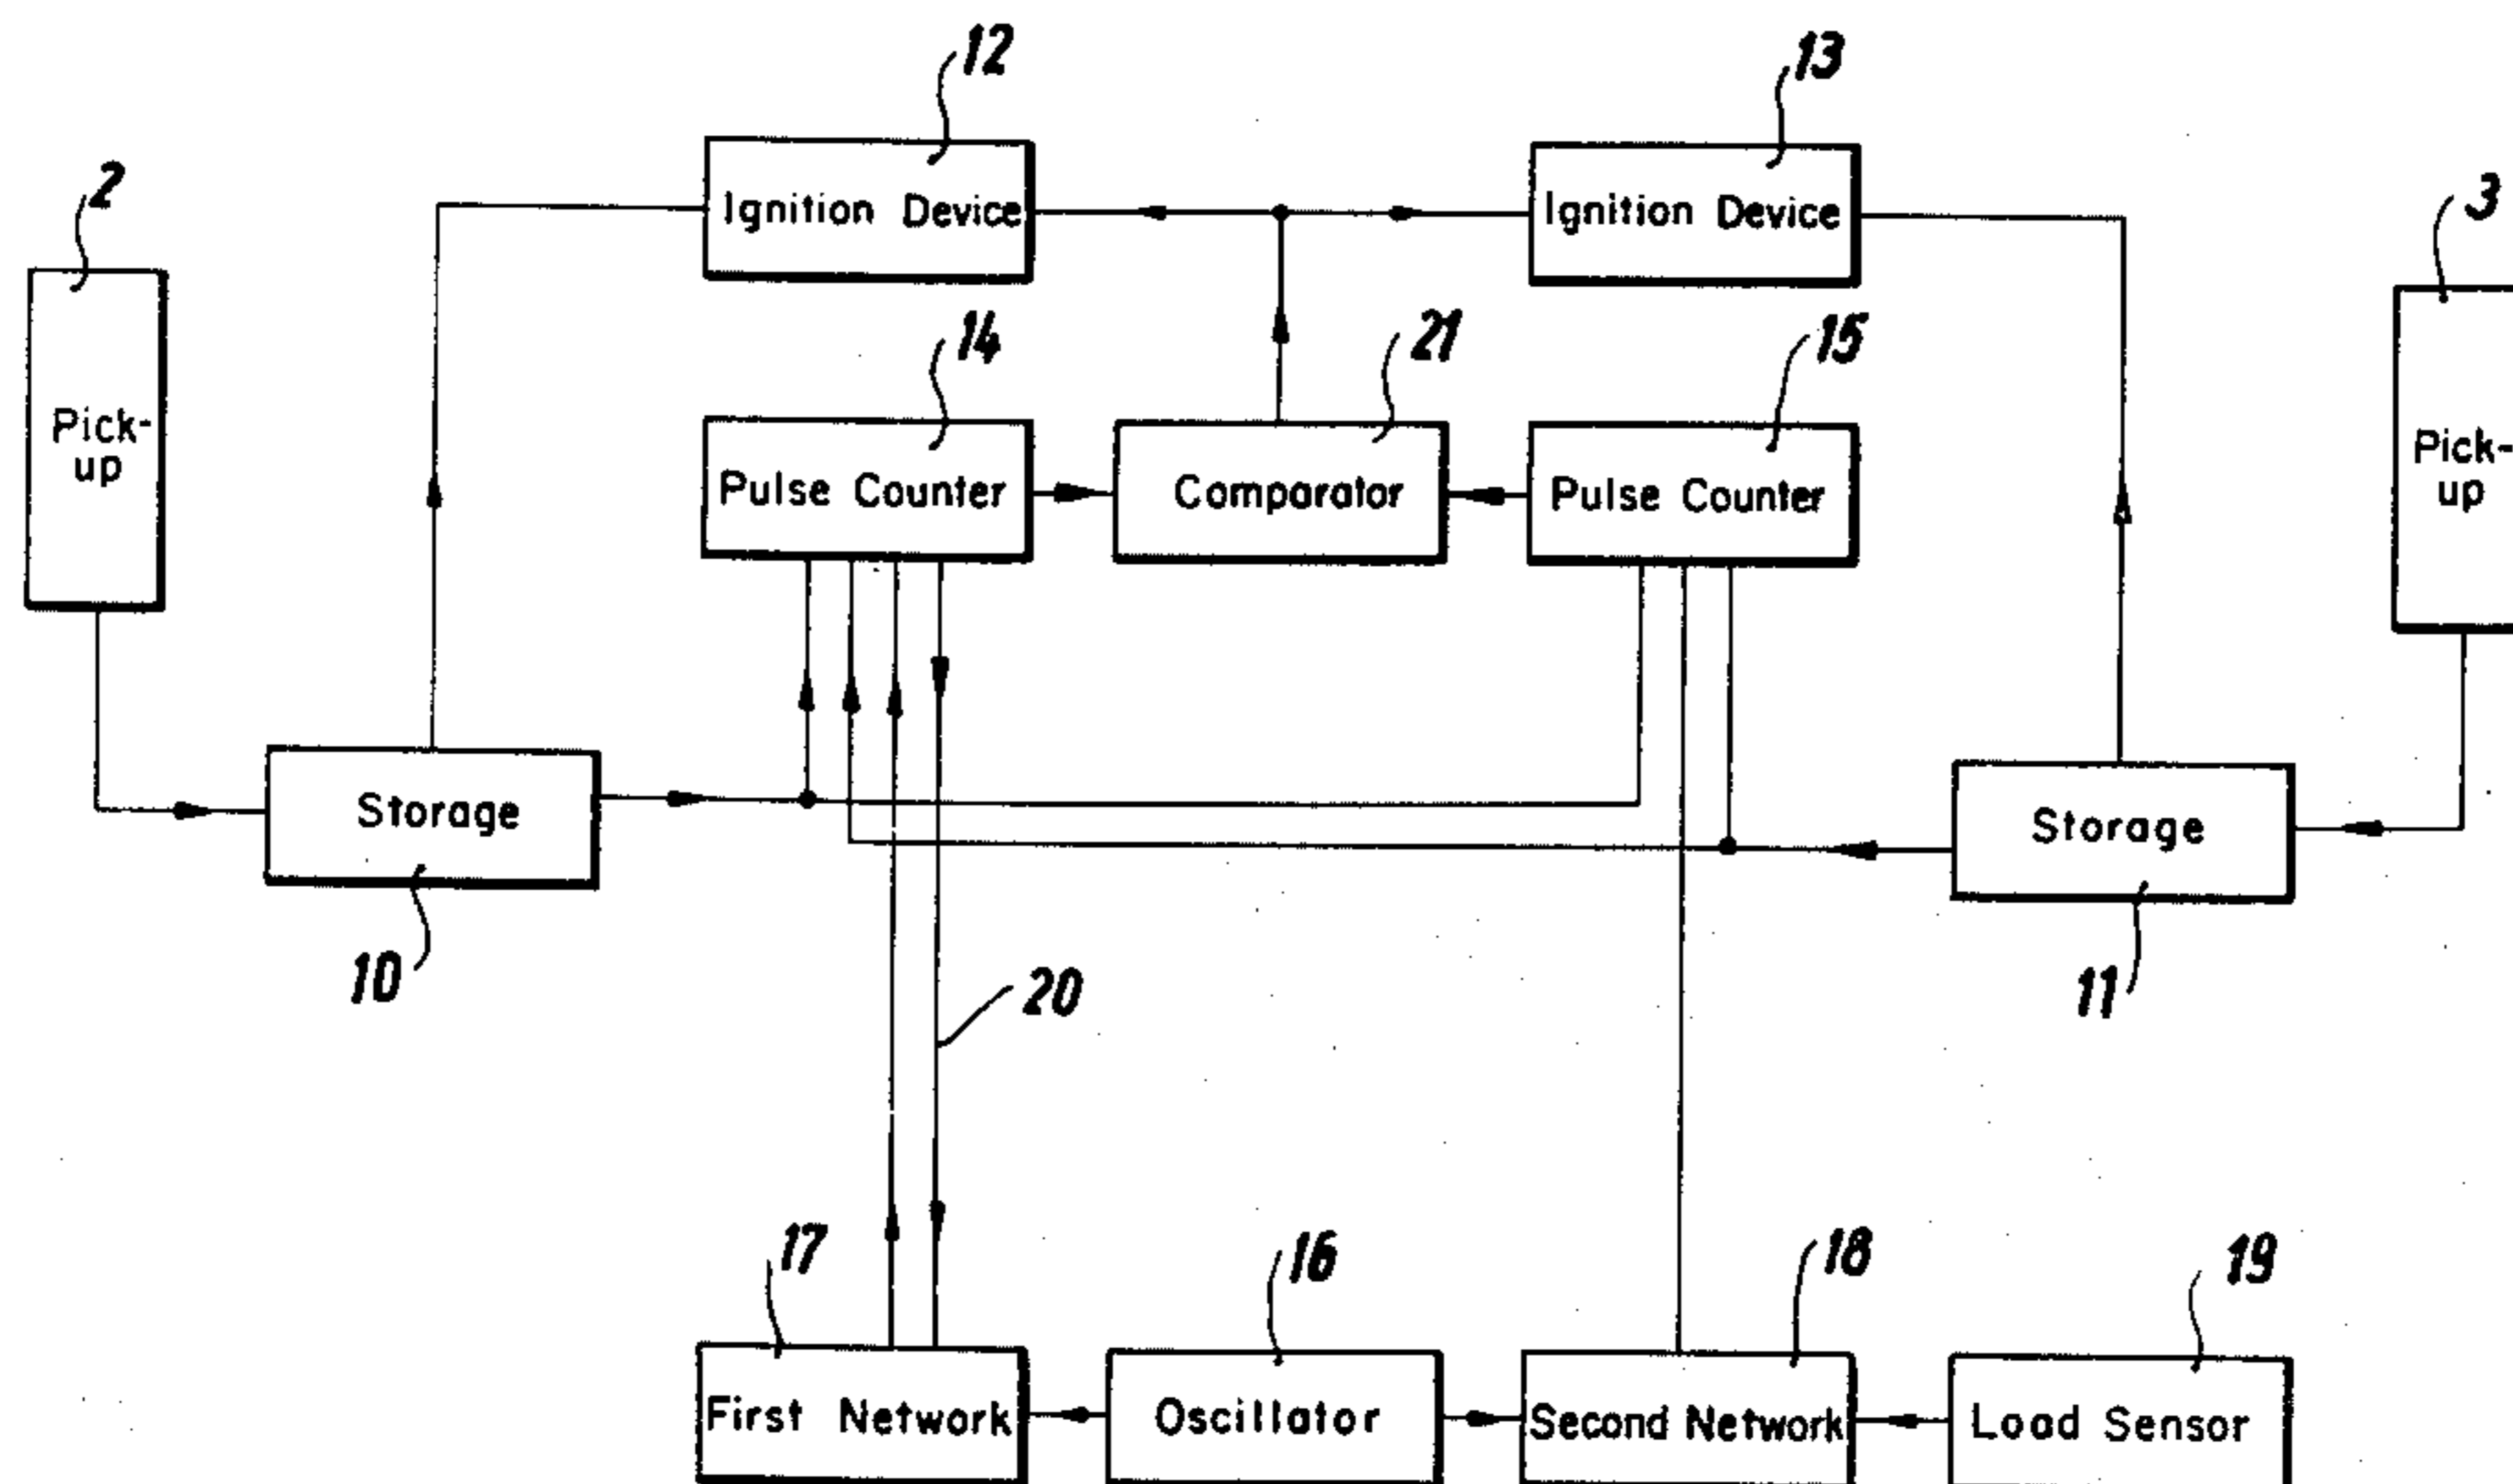 12
13
2
3
Ignition Device
Ignition Device
14
21
15
Pick-
up
Pulse Counter
Comparator
Pulse Counter
Pick-
up
Storage
Storage
10
20
11
17
16
18
19
First Network
Oscillator
Second Network
Load Sensor